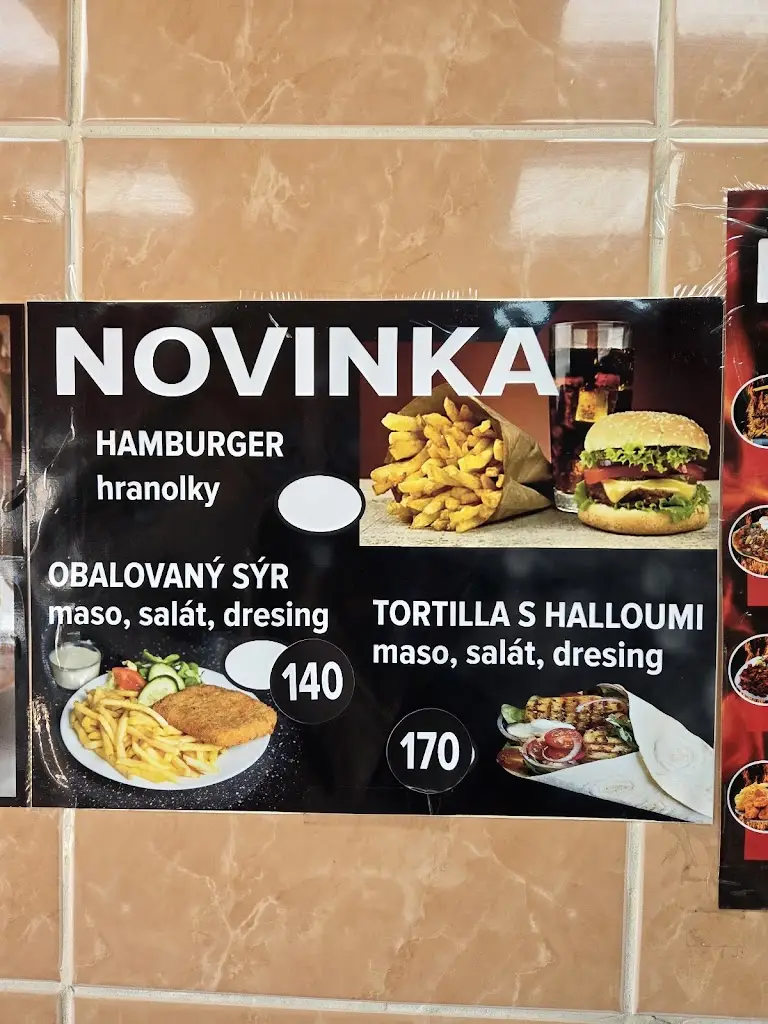 NOVINKA
HAMBURGER
hranolky
OBALOVANÝ SÝR
maso, salát, dresing
140
TORTILLA S HALLOUMI
maso, salát, dresing
170